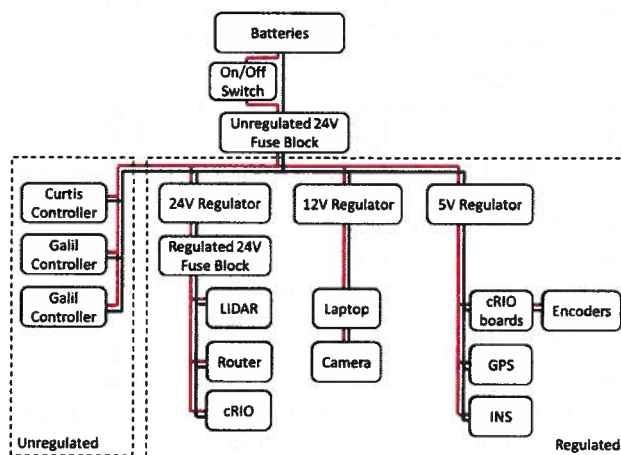 Batteries
On/Off
Switch
Unregulated 24V
Fuse Block
Curtis
Controller
Galil
Controller
Galil
Controller
Unregulated
24V Regulator
Regulated 24V
Fuse Block
LIDAR
Router
cRIO
12V Regulator
Laptop
Camera
5V Regulator
cRIO
boards
Encoders
GPS
INS
Regulated